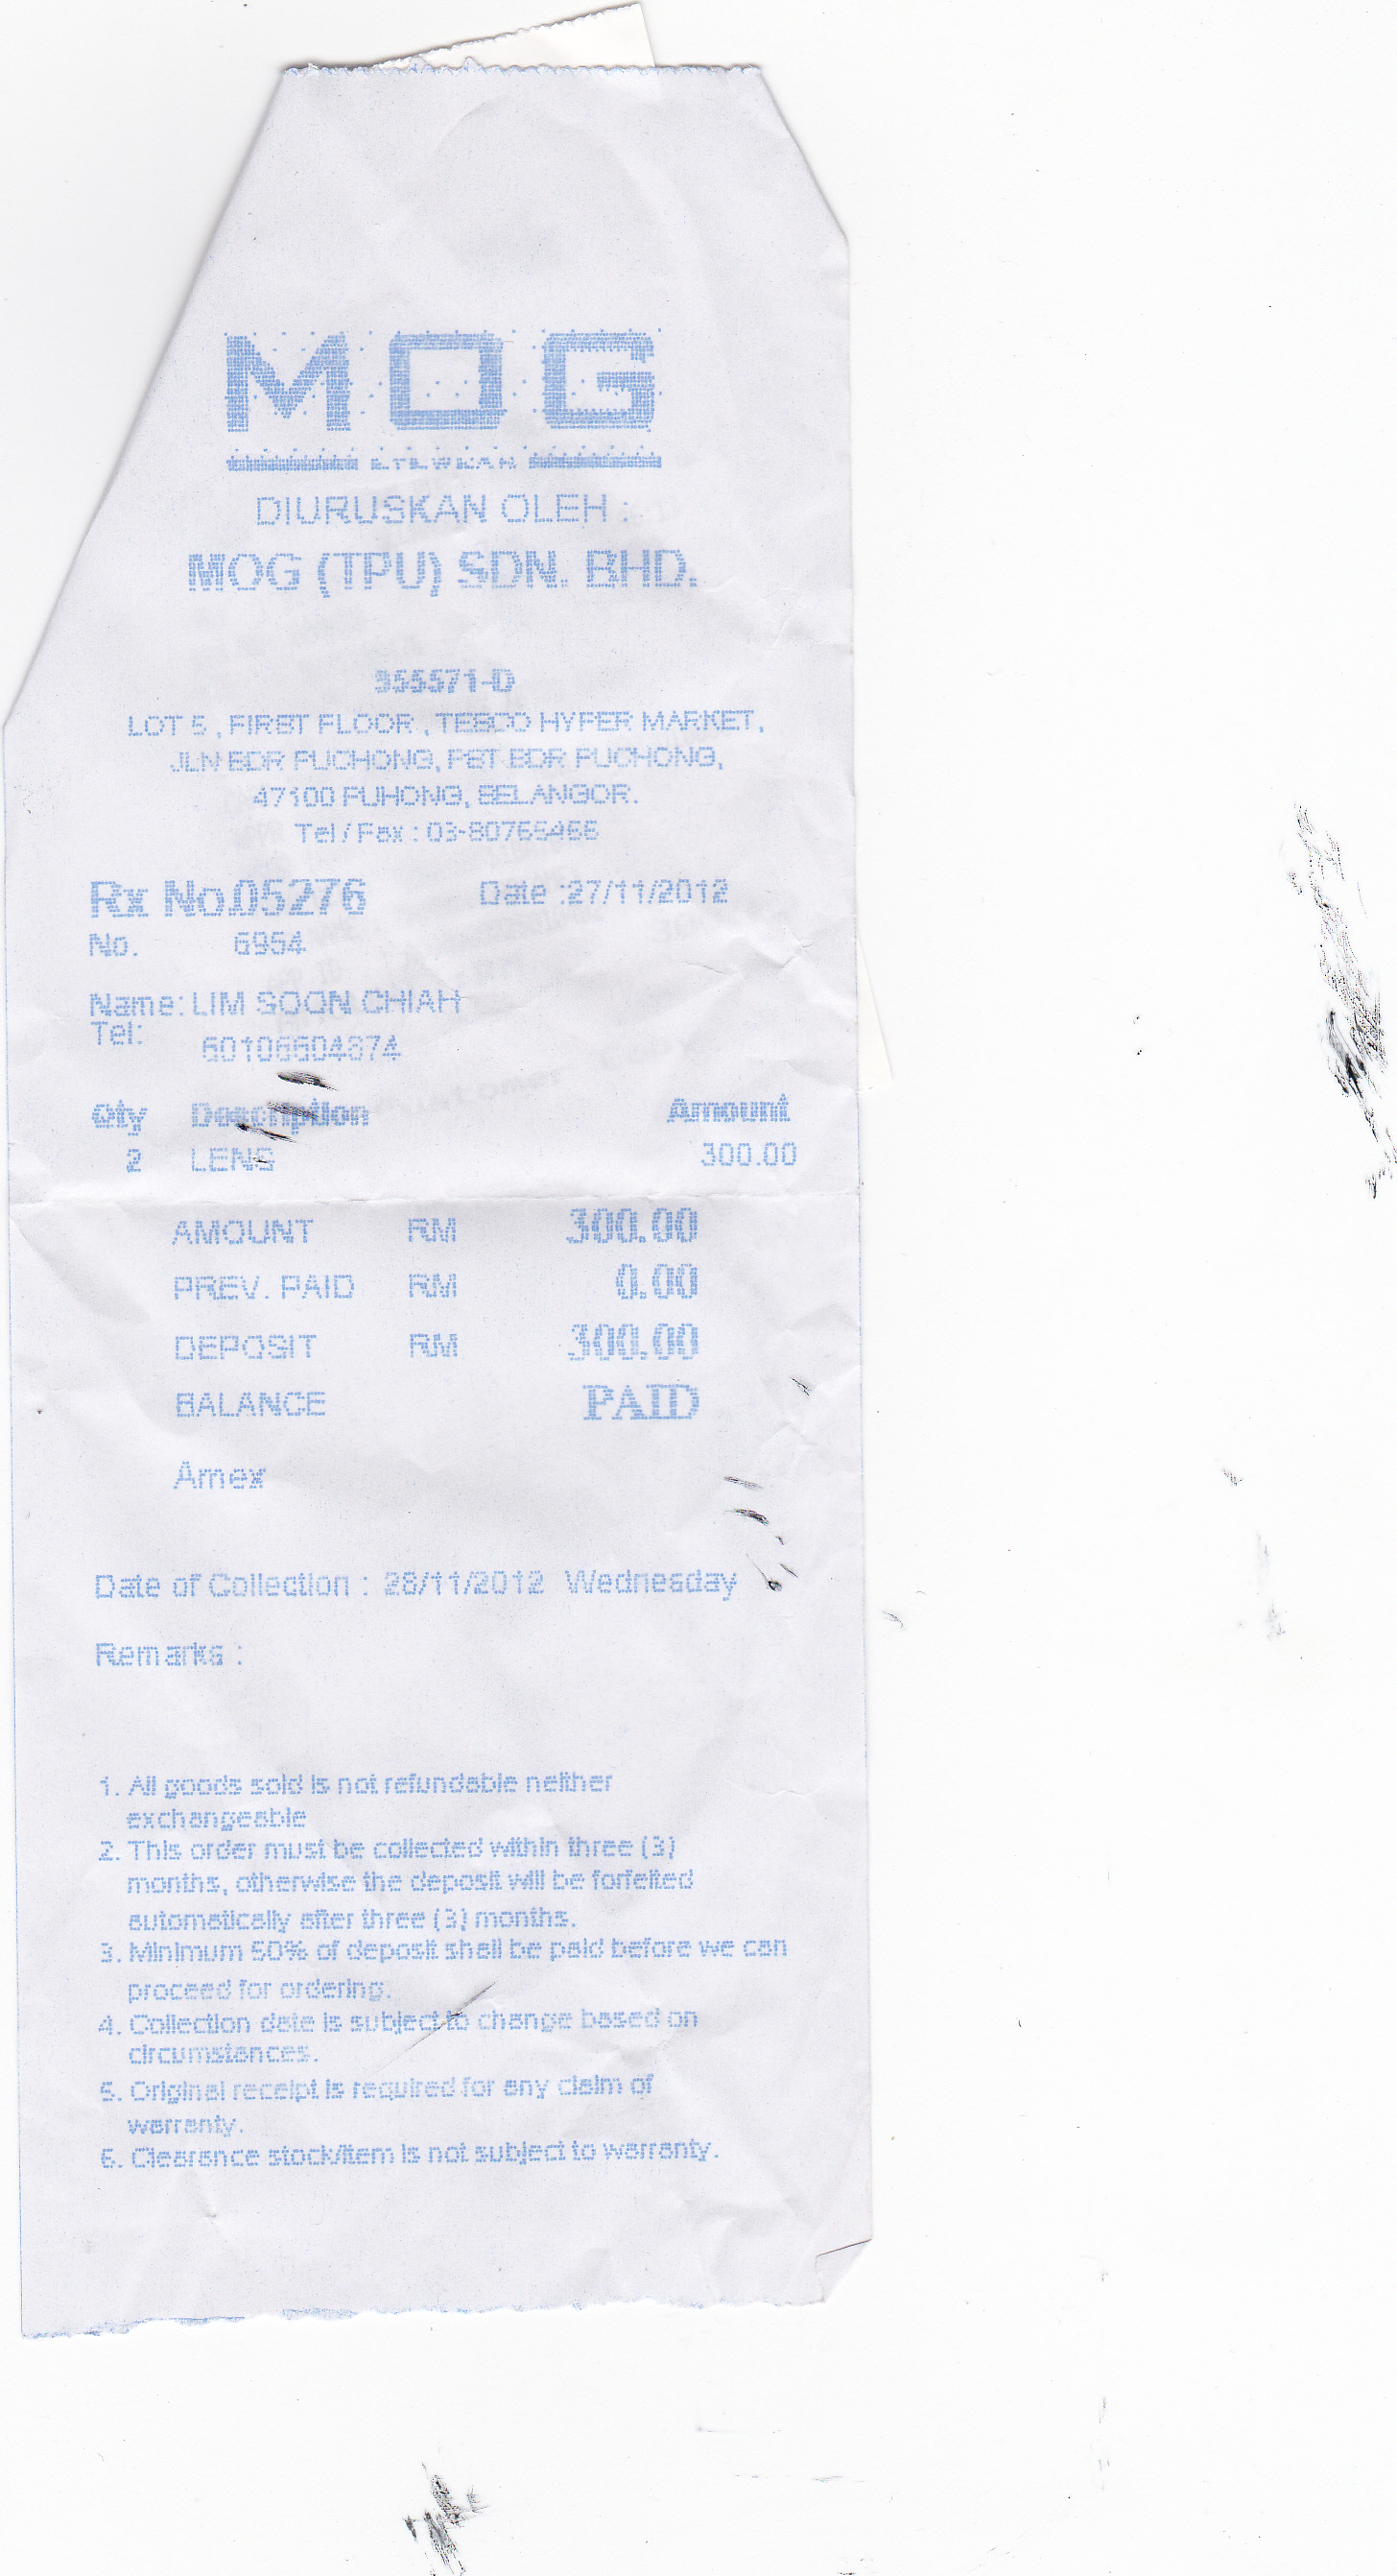 MOG
EYEWEAR
DIURUSKAN OLEH :
MOG (TPU) SDN. BHD.
355571-D
LOT 5, FIRST FLOOR, TESCO HYPER MARKET,
JLN BDR PUCHONG, PST BDR PUCHONG,
47100 PUHONG, SELANGOR.
Tel / Fax :
Rx No.05276 Date :27/11/2012
No. 6954
Name: LIM SOON CHIAH
Tel:
Qty Description Amount
2 LENS 300.00
AMOUNT RM 300.00
PREV. PAID RM 0.00
DEPOSIT RM 300.00
BALANCE PAID
Amex
Date of Collection : 28/11/2012 Wednesday
Remarks :
1. All goods sold is not refundable neither
exchangeable
2. This order must be collected within three (3)
months, otherwise the deposit will be forfeited
automatically after three (3) months.
3. Minimum 50% of deposit shall be paid before we can
proceed for ordering.
4. Collection date is subject to change based on
circumstances.
5. Original receipt is required for any claim of
warranty.
6. Clearance stock/item is not subject to warranty.